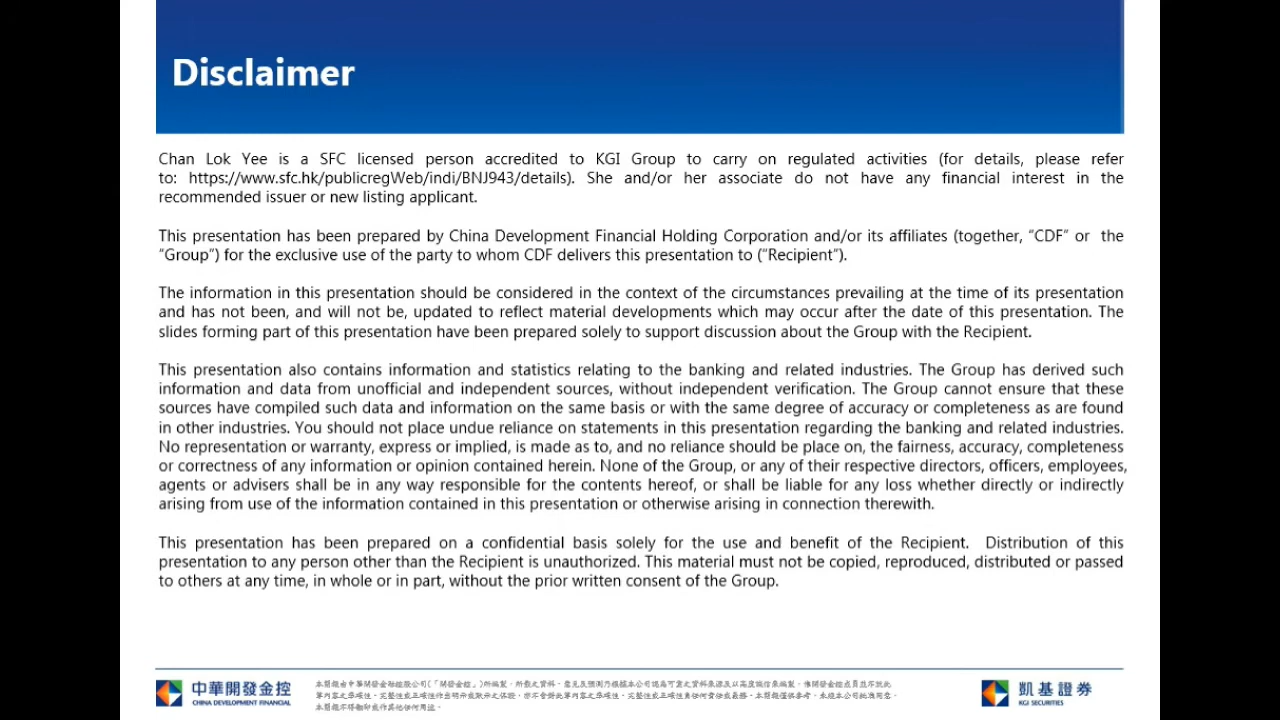 Disclaimer
Chan Lok Yee is a SFC licensed person accredited to KGI Group to carry on regulated activities (for details, please refer
to: https://www.sfc.hk/publicregWeb/indi/BNJ943/details). She and/or her associate do not have any financial interest in the
recommended issuer or new listing applicant.
This presentation has been prepared by China Development Financial Holding Corporation and/or its affiliates (together, “CDF” or the
“Group”) for the exclusive use of the party to whom CDF delivers this presentation to (“Recipient”).
The information in this presentation should be considered in the context of the circumstances prevailing at the time of its presentation
and has not been, and will not be, updated to reflect material developments which may occur after the date of this presentation. The
slides forming part of this presentation have been prepared solely to support discussion about the Group with the Recipient.
This presentation also contains information and statistics relating to the banking and related industries. The Group has derived such
information and data from unofficial and independent sources, without independent verification. The Group cannot ensure that these
sources have compiled such data and information on the same basis or with the same degree of accuracy or completeness as are found
in other industries. You should not place undue reliance on statements in this presentation regarding the banking and related industries.
No representation or warranty, express or implied, is made as to, and no reliance should be place on, the fairness, accuracy, completeness
or correctness of any information or opinion contained herein. None of the Group, or any of their respective directors, officers, employees,
agents or advisers shall be in any way responsible for the contents hereof, or shall be liable for any loss whether directly or indirectly
arising from use of the information contained in this presentation or otherwise arising in connection therewith.
This presentation has been prepared on a confidential basis solely for the use and benefit of the Recipient. Distribution of this
presentation to any person other than the Recipient is unauthorized. This material must not be copied, reproduced, distributed or passed
to others at any time, in whole or in part, without the prior written consent of the Group.
中華開發金控
CHINA DEVELOPMENT FINANCIAL
凱基證券
KGI SECURITIES